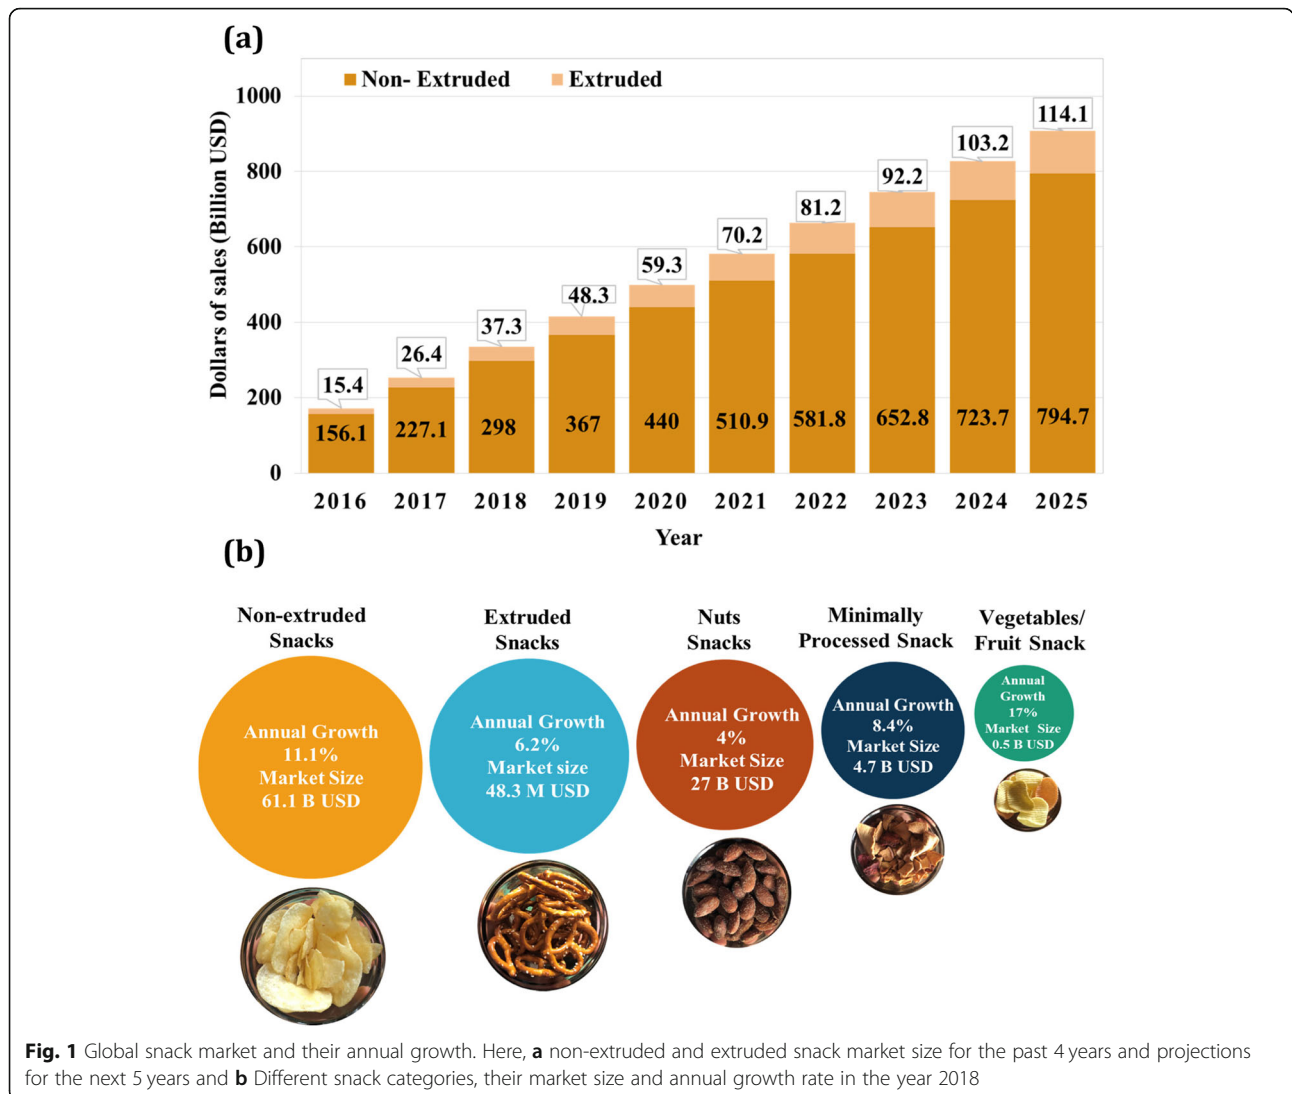 (a)
Non- Extruded
Extruded
Dollars of sales (Billion USD)
1000
800
600
400
200
0
15.4
26.4
37.3
48.3
59.3
70.2
81.2
92.2
103.2
114.1
156.1
227.1
298
367
440
510.9
581.8
652.8
723.7
794.7
2016
2017
2018
2019
2020
2021
2022
2023
2024
2025
Year
(b)
Non-extruded
Snacks
Annual Growth
11.1%
Market Size
61.1 B USD
Extruded
Snacks
Annual Growth
6.2%
Market size
48.3 M USD
Nuts
Snacks
Annual Growth
4%
Market Size
27 B USD
Minimally
Processed Snack
Annual Growth
8.4%
Market Size
4.7 B USD
Vegetables/
Fruit Snack
Annual
Growth
17%
Market Size
0.5 B USD
Fig. 1 Global snack market and their annual growth. Here, a non-extruded and extruded snack market size for the past 4 years and projections
for the next 5 years and b Different snack categories, their market size and annual growth rate in the year 2018